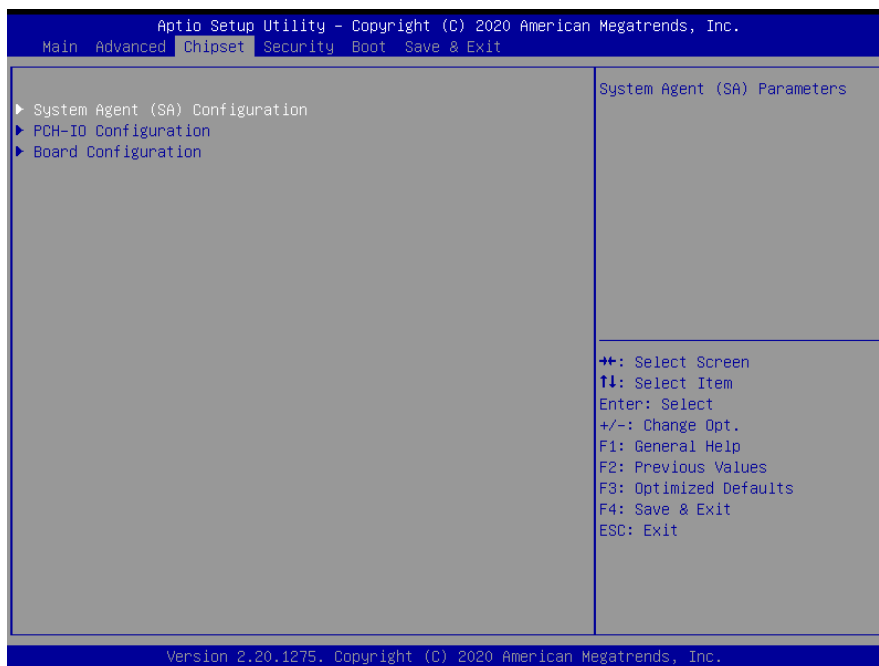 Aptio Setup Utility – Copyright (C) 2020 American Megatrends, Inc.
Main Advanced Chipset Security Boot Save & Exit
System Agent (SA) Parameters
▶ System Agent (SA) Configuration
▶ PCH-IO Configuration
▶ Board Configuration
→←: Select Screen
↑↓: Select Item
Enter: Select
+/-: Change Opt.
F1: General Help
F2: Previous Values
F3: Optimized Defaults
F4: Save & Exit
ESC: Exit
Version 2.20.1275. Copyright (C) 2020 American Megatrends, Inc.